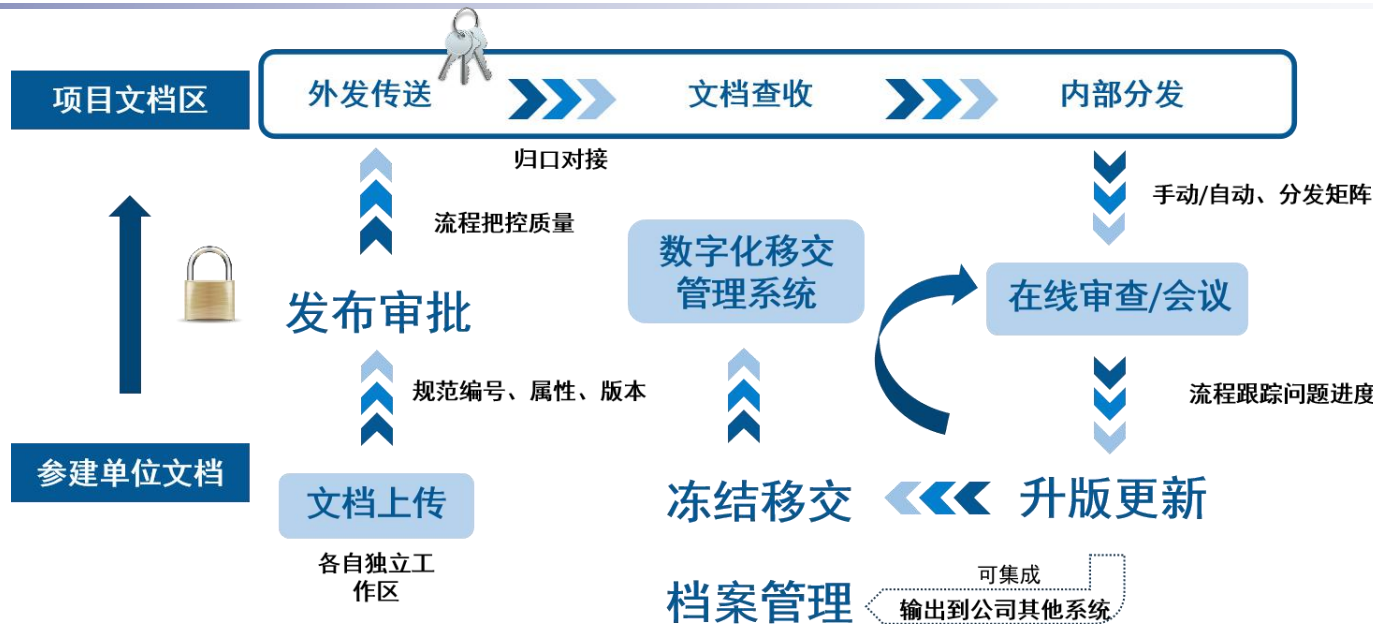 项目文档区
外发传送
文档查收
内部分发
归口对接
手动/自动、分发矩阵
流程把控质量
数字化移交
管理系统
在线审查/会议
发布审批
规范编号、属性、版本
流程跟踪问题进度
参建单位文档
文档上传
冻结移交
升版更新
各自独立工
作区
可集成
档案管理
输出到公司其他系统